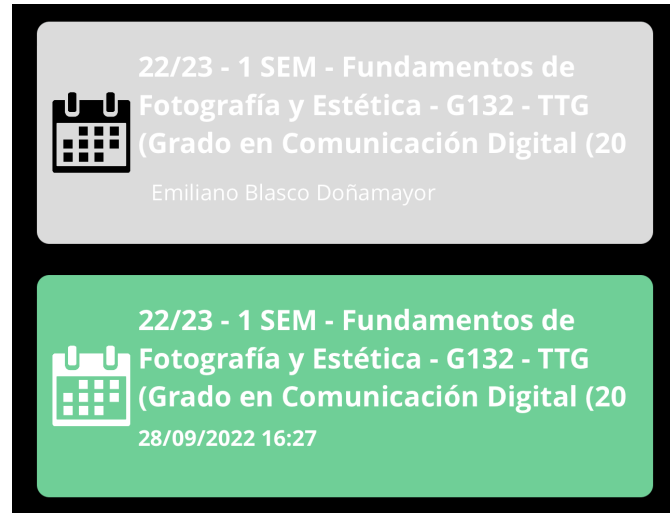 22/23 - 1 SEM - Fundamentos de
Fotografía y Estética - G132 - TTG
(Grado en Comunicación Digital (20
Emiliano Blasco Doñamayor
22/23 - 1 SEM - Fundamentos de
Fotografía y Estética - G132 - TTG
(Grado en Comunicación Digital (20
28/09/2022 16:27